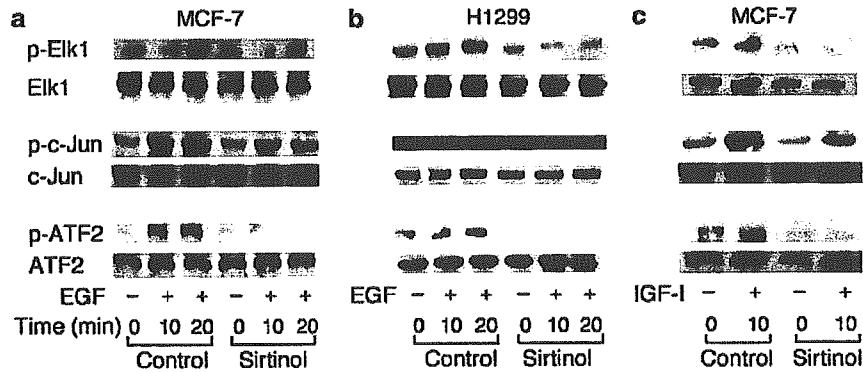 a MCF-7
p-Elk1
Elk1
p-c-Jun
c-Jun
p-ATF2
ATF2
EGF − + + − + +
Time (min) 0 10 20 0 10 20
Control Sirtinol
b H1299
EGF − + + − + +
0 10 20 0 10 20
Control Sirtinol
c MCF-7
IGF-I − + − +
0 10 0 10
Control Sirtinol